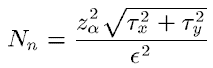 N_n = \frac{z_\alpha^2 \sqrt{\tau_x^2 + \tau_y^2}}{\epsilon^2}